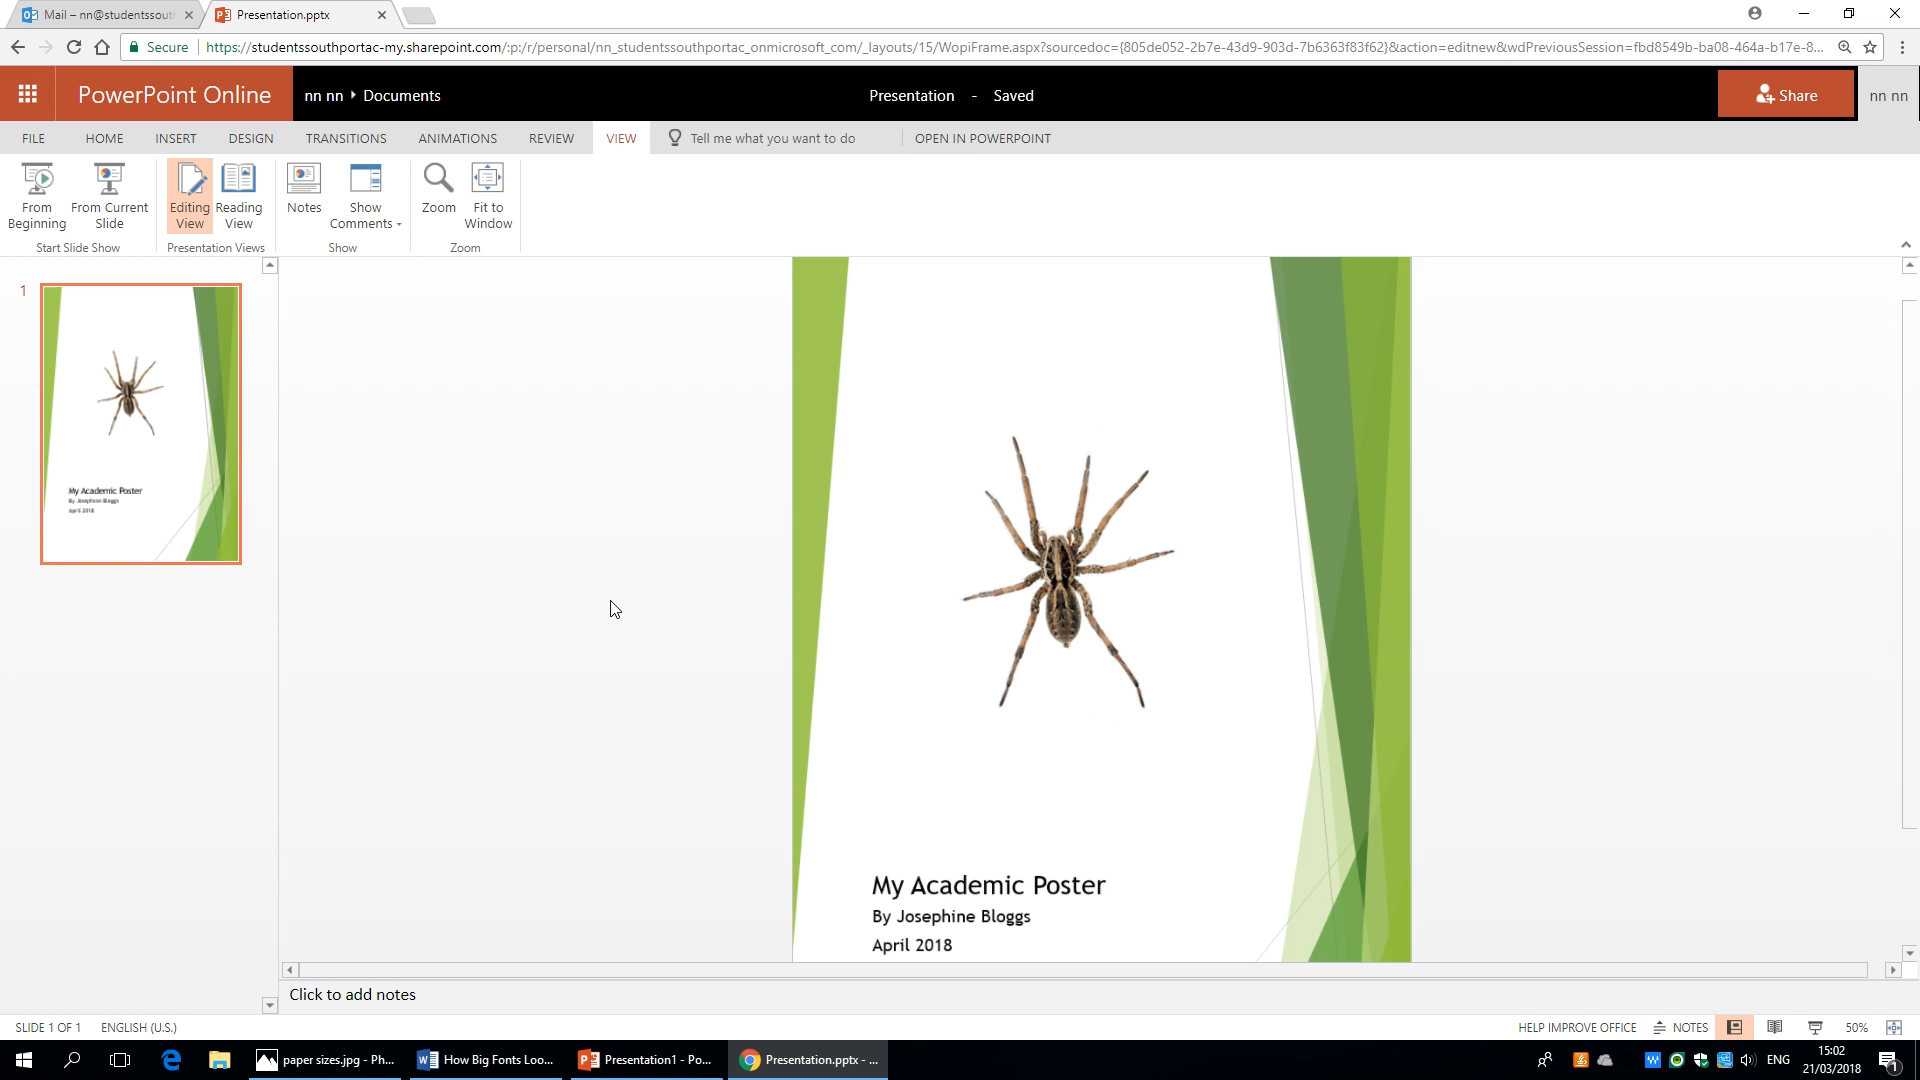 Mail – nn@studentssout
Presentation.pptx
Secure
https://studentssouthportac-my.sharepoint.com/:p:/r/personal/nn_studentssouthportac_onmicrosoft_com/_layouts/15/WopiFrame.aspx?sourcedoc={805de052-2b7e-43d9-903d-7b6363f83f62}&action=editnew&wdPreviousSession=fbd8549b-ba08-464a-b17e-8...
PowerPoint Online
nn nn Documents
Presentation - Saved
Share
nn nn
FILE HOME INSERT DESIGN TRANSITIONS ANIMATIONS REVIEW VIEW Tell me what you want to do OPEN IN POWERPOINT
From Beginning
From Current Slide
Editing View
Reading View
Notes
Show Comments
Zoom
Fit to Window
Start Slide Show Presentation Views Show Zoom
1
My Academic Poster
By Josephine Bloggs
April 2018
My Academic Poster
By Josephine Bloggs
April 2018
Click to add notes
SLIDE 1 OF 1 ENGLISH (U.S.) HELP IMPROVE OFFICE NOTES 50%
paper sizes.jpg - Ph...
How Big Fonts Loo...
Presentation1 - Po...
Presentation.pptx - ...
ENG
15:02
21/03/2018
1